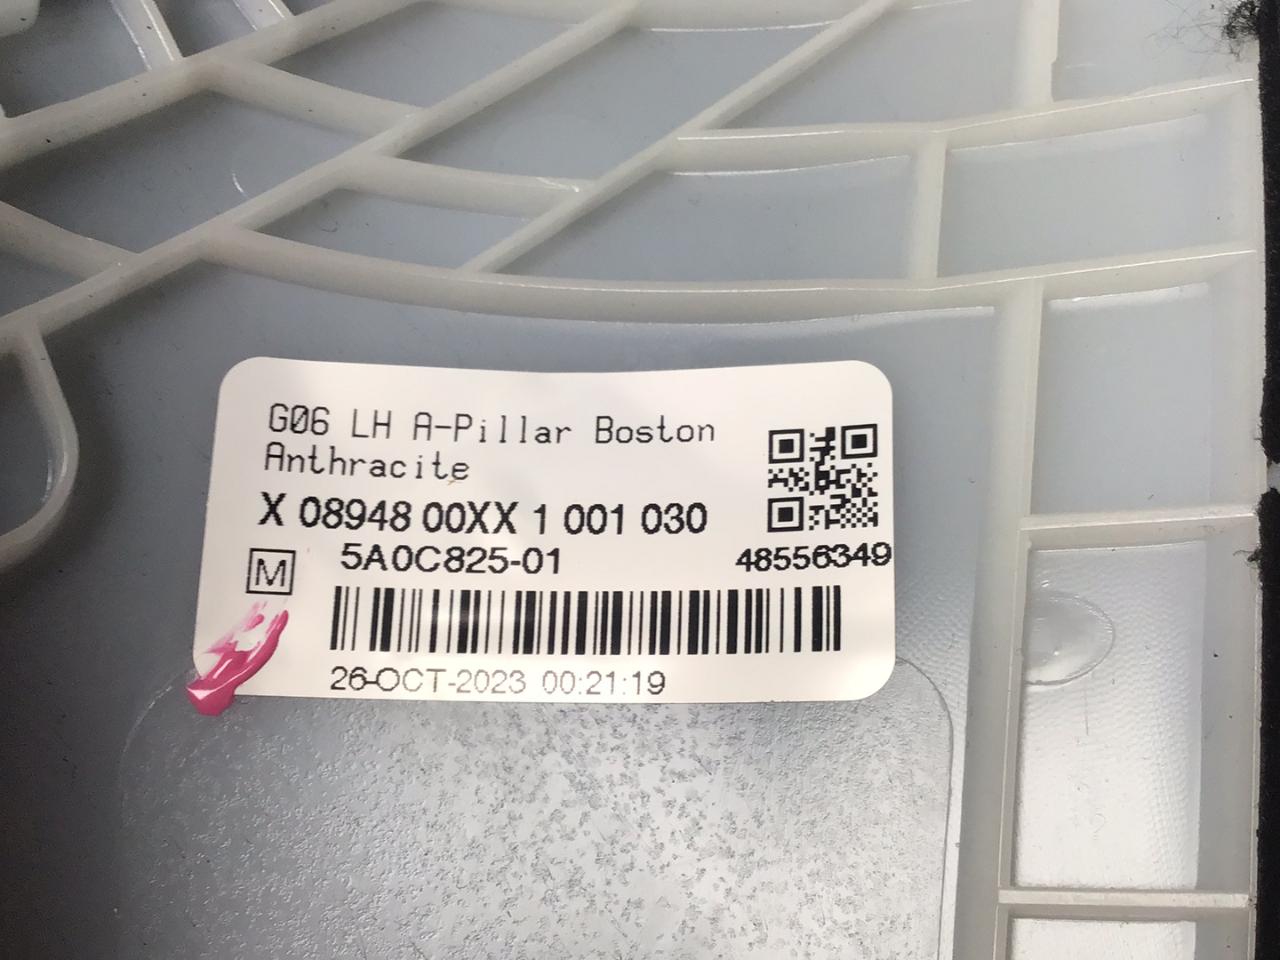 G06 LH A-Pillar Boston
Anthracite
X 08948 00XX 1 001 030
M 5A0C825-01 48556349
26-OCT-2023 00:21:19